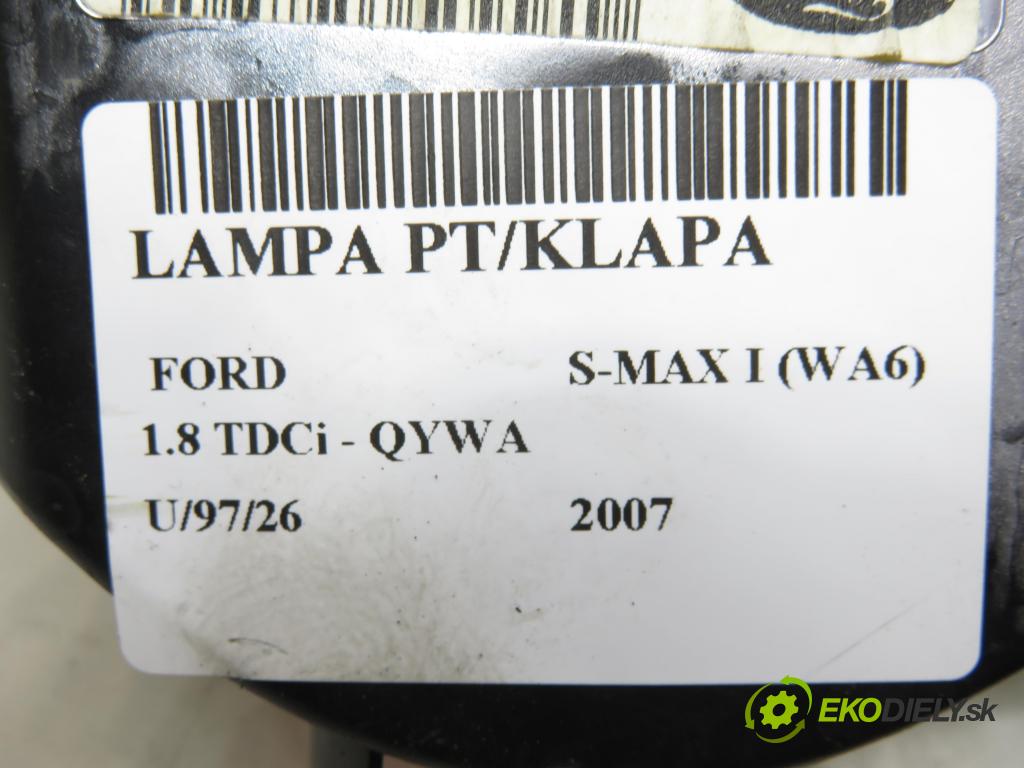 LAMPA PT/KLAPA
FORD S-MAX I (WA6)
1.8 TDCi - QYWA
U/97/26 2007
EKODIELY.sk